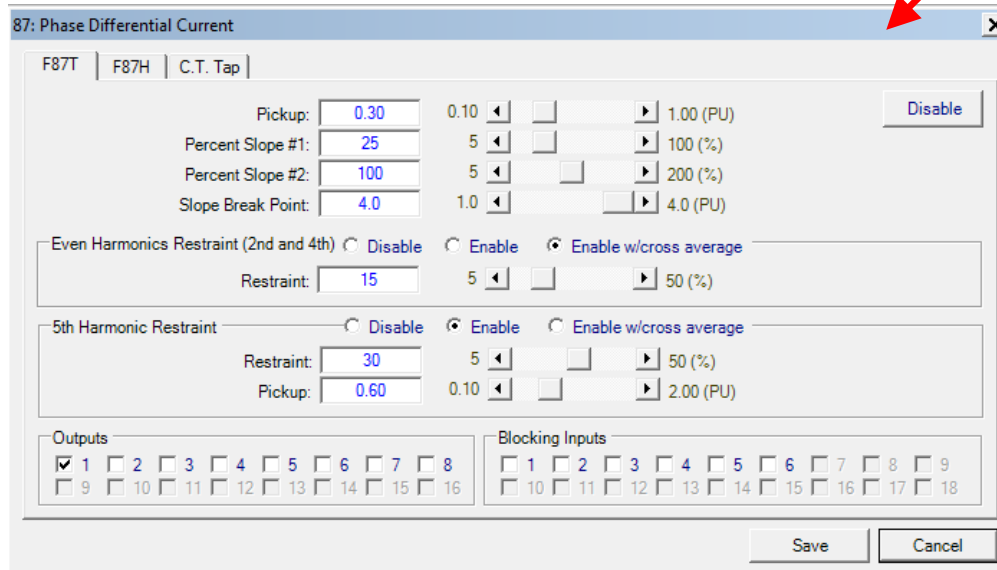 87: Phase Differential Current
F87T F87H C.T. Tap
Disable
Pickup: 0.30 0.10 1.00 (PU)
Percent Slope #1: 25 5 100 (%)
Percent Slope #2: 100 5 200 (%)
Slope Break Point: 4.0 1.0 4.0 (PU)
Even Harmonics Restraint (2nd and 4th) Disable Enable Enable w/cross average
Restraint: 15 5 50 (%)
5th Harmonic Restraint Disable Enable Enable w/cross average
Restraint: 30 5 50 (%)
Pickup: 0.60 0.10 2.00 (PU)
Outputs
1 2 3 4 5 6 7 8
9 10 11 12 13 14 15 16
Blocking Inputs
1 2 3 4 5 6 7 8 9
10 11 12 13 14 15 16 17 18
Save Cancel